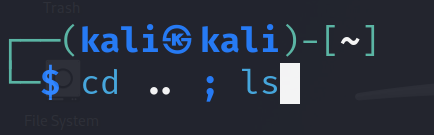 Trash
┌──(kali㉿kali)-[~]
└─$ cd .. ; ls
File System